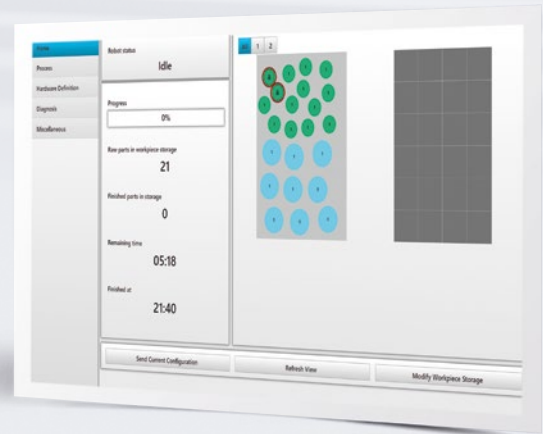 Home
Process
Hardware Definition
Diagnosis
Miscellaneous
Robot status
Idle
Progress
0%
Raw parts in workpiece storage
21
Finished parts in storage
0
Remaining time
05:18
Finished at
21:40
All 1 2
Send Current Configuration
Refresh View
Modify Workpiece Storage